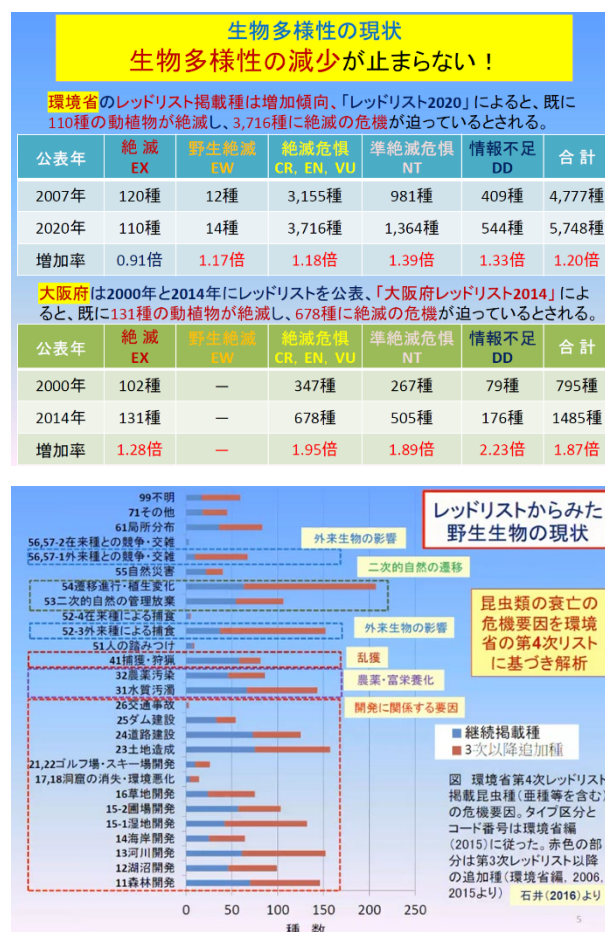 生物多様性の現状
生物多様性の減少が止まらない！
環境省のレッドリスト掲載種は増加傾向、「レッドリスト2020」によると、既に
110種の動植物が絶滅し、3,716種に絶滅の危機が迫っているとされる。
公表年 絶滅 EX 野生絶滅 EW 絶滅危惧 CR, EN, VU 準絶滅危惧 NT 情報不足 DD 合計
2007年 120種 12種 3,155種 981種 409種 4,777種
2020年 110種 14種 3,716種 1,364種 544種 5,748種
増加率 0.91倍 1.17倍 1.18倍 1.39倍 1.33倍 1.20倍
大阪府は2000年と2014年にレッドリストを公表、「大阪府レッドリスト2014」によ
ると、既に131種の動植物が絶滅し、678種に絶滅の危機が迫っているとされる。
公表年 絶滅 EX 野生絶滅 EW 絶滅危惧 CR, EN, VU 準絶滅危惧 NT 情報不足 DD 合計
2000年 102種 － 347種 267種 79種 795種
2014年 131種 － 678種 505種 176種 1485種
増加率 1.28倍 － 1.95倍 1.89倍 2.23倍 1.87倍
レッドリストからみた
野生生物の現状
99不明
71その他
61局所分布
56,57-2在来種との競争・交雑
外来生物の影響
56,57-1外来種との競争・交雑
55自然災害
二次的自然の遷移
54遷移進行・植生変化
53二次的自然の管理放棄
52-4在来種による捕食
52-3外来種による捕食
外来生物の影響
51人の踏みつけ
41捕獲・狩猟
乱獲
32農薬汚染
農薬・富栄養化
31水質汚濁
26交通事故
開発に関係する要因
25ダム建設
24道路建設
23土地造成
21,22ゴルフ場・スキー場開発
17,18洞窟の消失・環境悪化
16草地開発
15-2圃場開発
15-1湿地開発
14海岸開発
13河川開発
12湖沼開発
11森林開発
0 50 100 150 200 250
種 数
昆虫類の衰亡の
危機要因を環境
省の第4次リスト
に基づき解析
継続掲載種
3次以降追加種
図 環境省第4次レッドリスト
掲載昆虫種（亜種等を含む）
の危機要因。タイプ区分と
コード番号は環境省編
（2015）に従った。赤色の部
分は第3次レッドリスト以降
の追加種（環境省編, 2006,
2015より）
石井（2016）より
5